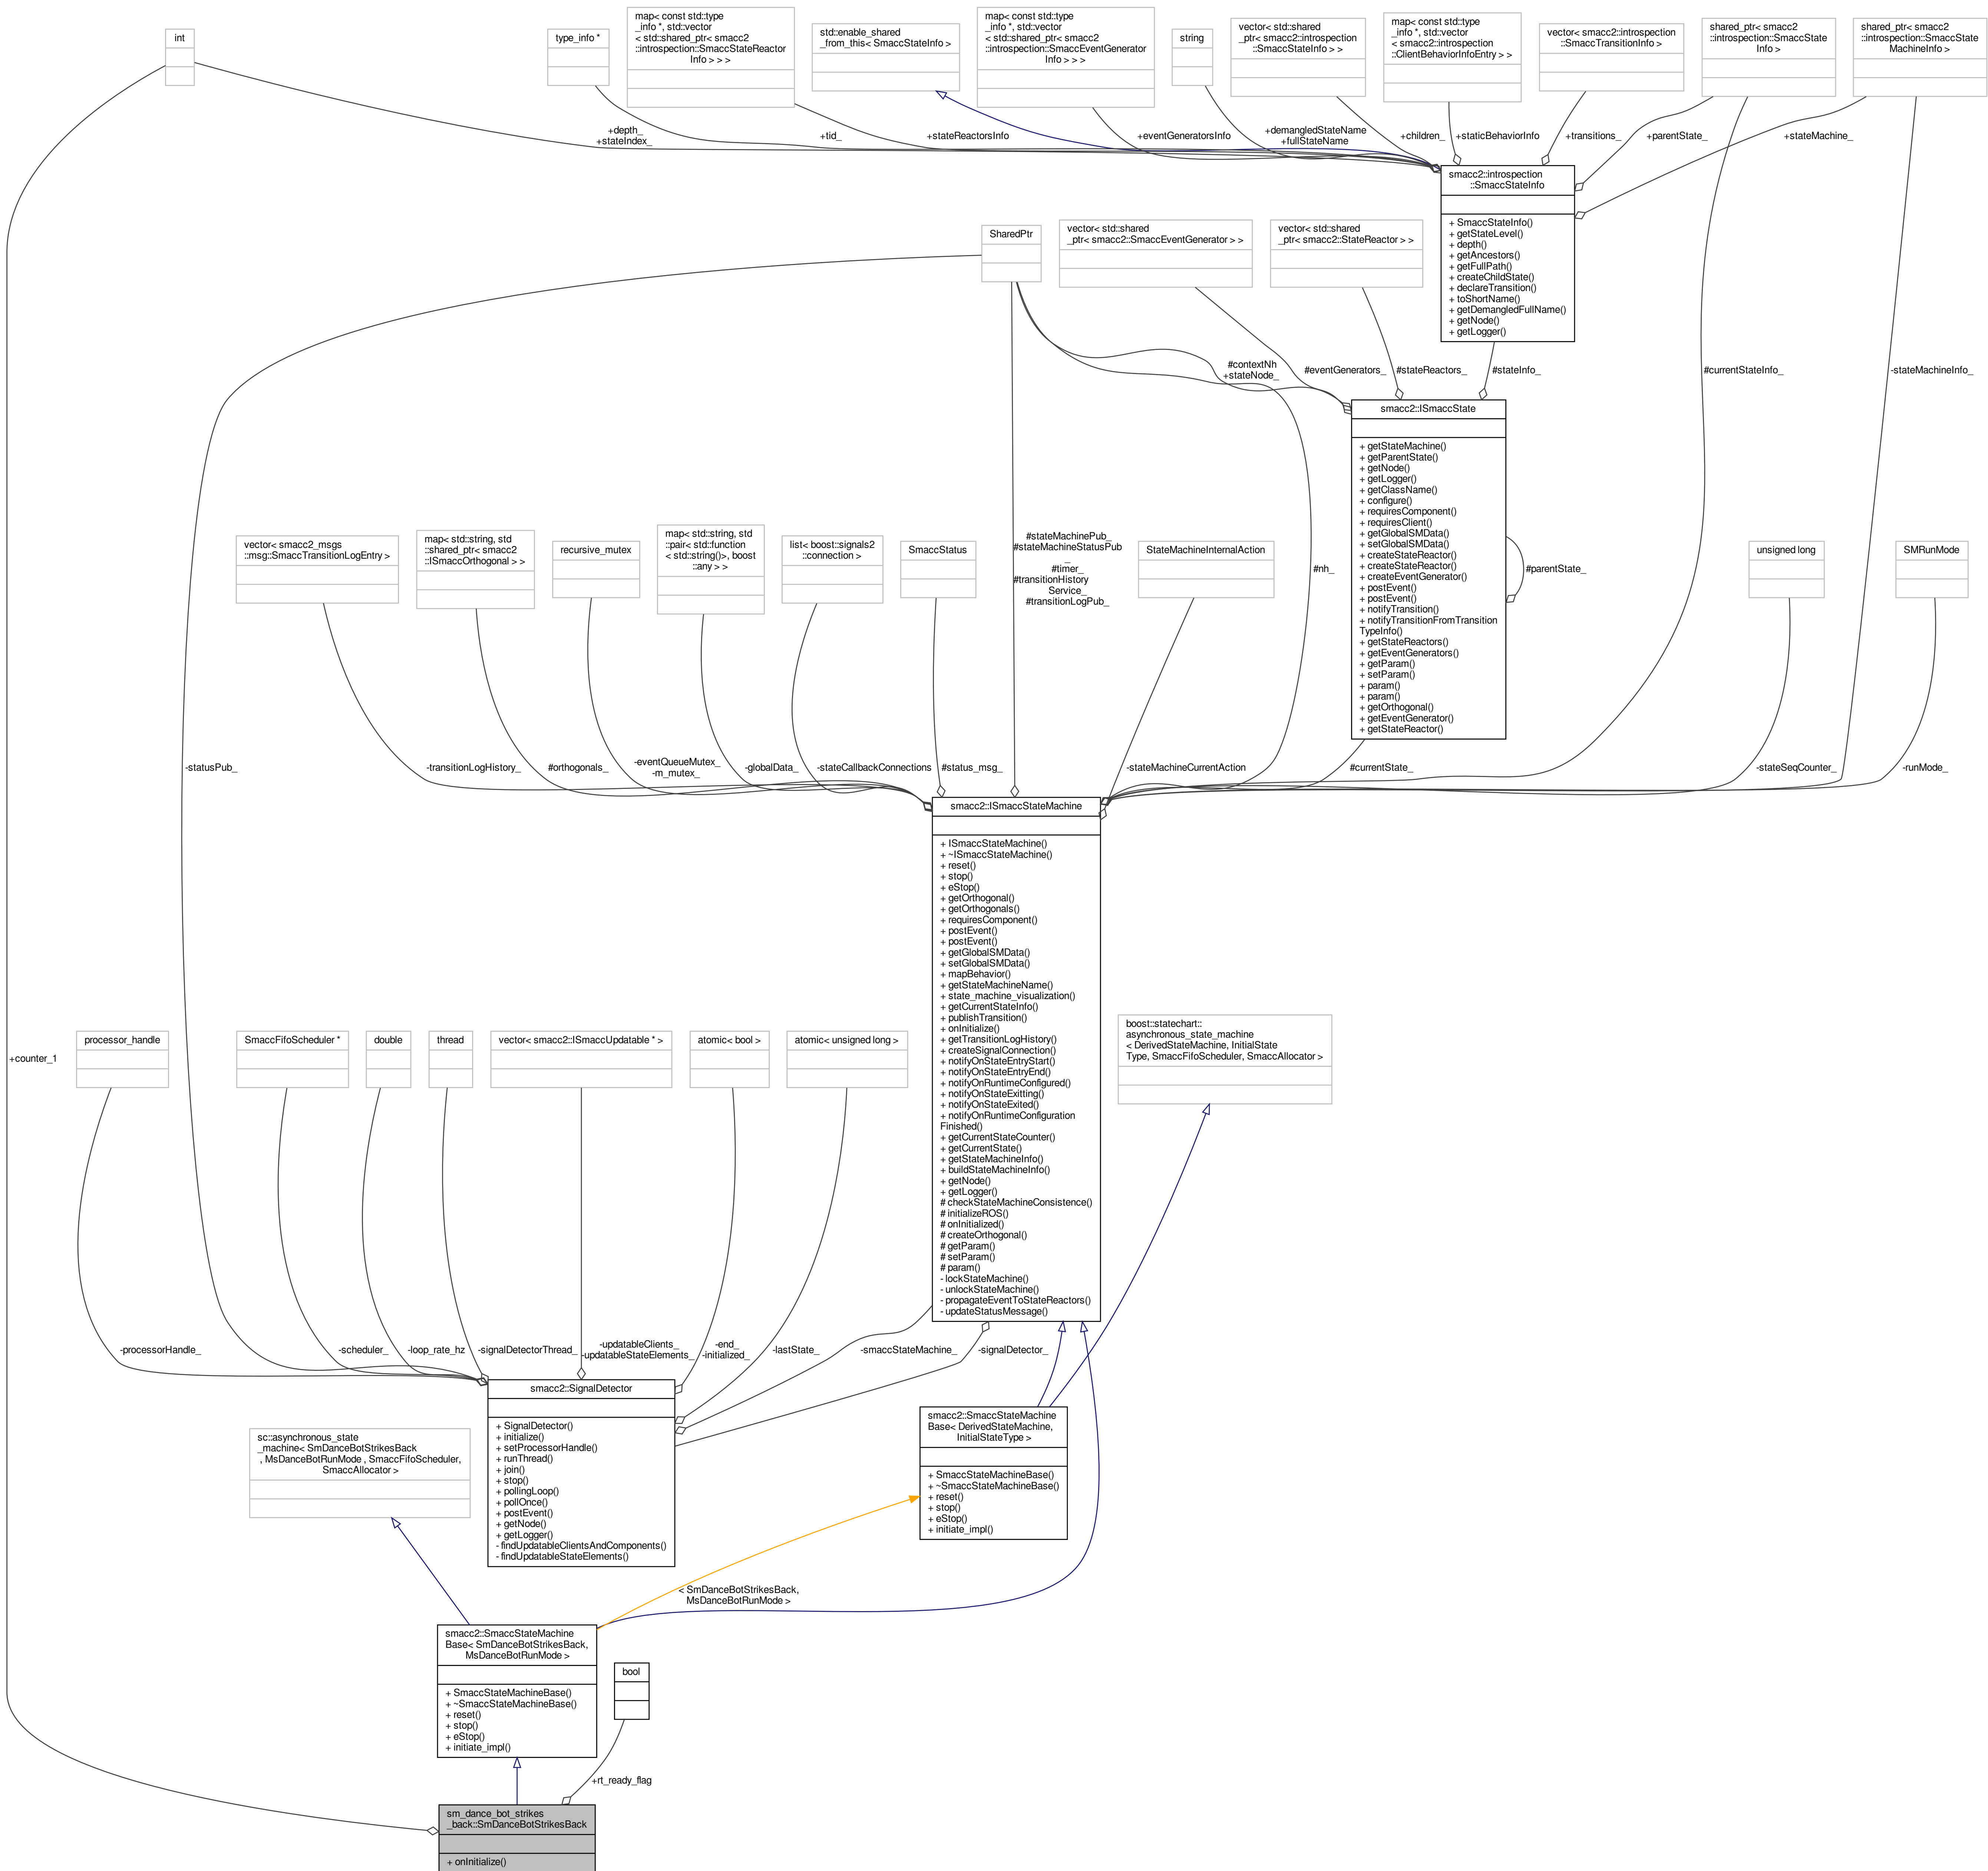 int
type_info *
map< const std::type
_info *, std::vector
< std::shared_ptr< smacc2
::introspection::SmaccStateReactor
Info > > >
std::enable_shared
_from_this< SmaccStateInfo >
map< const std::type
_info *, std::vector
< std::shared_ptr< smacc2
::introspection::SmaccEventGenerator
Info > > >
string
vector< std::shared
_ptr< smacc2::introspection
::SmaccStateInfo > >
map< const std::type
_info *, std::vector
< smacc2::introspection
::ClientBehaviorInfoEntry > >
vector< smacc2::introspection
::SmaccTransitionInfo >
shared_ptr< smacc2
::introspection::SmaccState
Info >
shared_ptr< smacc2
::introspection::SmaccState
MachineInfo >
+depth_
+stateIndex_
+tid_
+stateReactorsInfo
+eventGeneratorsInfo
+demangledStateName
+fullStateName
+children_
+staticBehaviorInfo
+transitions_
+parentState_
+stateMachine_
smacc2::introspection
::SmaccStateInfo
+ SmaccStateInfo()
+ getStateLevel()
+ depth()
+ getAncestors()
+ getFullPath()
+ createChildState()
+ declareTransition()
+ toShortName()
+ getDemangledFullName()
+ getNode()
+ getLogger()
SharedPtr
vector< std::shared
_ptr< smacc2::SmaccEventGenerator > >
vector< std::shared
_ptr< smacc2::StateReactor > >
#contextNh
+stateNode_
#eventGenerators_
#stateReactors_
#stateInfo_
#currentStateInfo_
-stateMachineInfo_
smacc2::ISmaccState
+ getStateMachine()
+ getParentState()
+ getNode()
+ getLogger()
+ getClassName()
+ configure()
+ requiresComponent()
+ requiresClient()
+ getGlobalSMData()
+ setGlobalSMData()
+ createStateReactor()
+ createStateReactor()
+ createEventGenerator()
+ postEvent()
+ postEvent()
+ notifyTransition()
+ notifyTransitionFromTransition
TypeInfo()
+ getStateReactors()
+ getEventGenerators()
+ getParam()
+ setParam()
+ param()
+ param()
+ getOrthogonal()
+ getEventGenerator()
+ getStateReactor()
#parentState_
vector< smacc2_msgs
::msg::SmaccTransitionLogEntry >
map< std::string, std
::shared_ptr< smacc2
::ISmaccOrthogonal > >
recursive_mutex
map< std::string, std
::pair< std::function
< std::string()>, boost
::any > >
list< boost::signals2
::connection >
SmaccStatus
#stateMachinePub_
#stateMachineStatusPub
_
#timer_
#transitionHistory
Service_
#transitionLogPub_
StateMachineInternalAction
#nh_
unsigned long
SMRunMode
-statusPub_
-transitionLogHistory_
#orthogonals_
-eventQueueMutex_
-m_mutex_
-globalData_
-stateCallbackConnections
#status_msg_
-stateMachineCurrentAction
#currentState_
-stateSeqCounter_
-runMode_
smacc2::ISmaccStateMachine
+ ISmaccStateMachine()
+ ~ISmaccStateMachine()
+ reset()
+ stop()
+ eStop()
+ getOrthogonal()
+ getOrthogonals()
+ requiresComponent()
+ postEvent()
+ postEvent()
+ getGlobalSMData()
+ setGlobalSMData()
+ mapBehavior()
+ getStateMachineName()
+ state_machine_visualization()
+ getCurrentStateInfo()
+ publishTransition()
+ onInitialize()
+ getTransitionLogHistory()
+ createSignalConnection()
+ notifyOnStateEntryStart()
+ notifyOnStateEntryEnd()
+ notifyOnRuntimeConfigured()
+ notifyOnStateExitting()
+ notifyOnStateExited()
+ notifyOnRuntimeConfiguration
Finished()
+ getCurrentStateCounter()
+ getCurrentState()
+ getStateMachineInfo()
+ buildStateMachineInfo()
+ getNode()
+ getLogger()
# checkStateMachineConsistence()
# initializeROS()
# onInitialized()
# createOrthogonal()
# getParam()
# setParam()
# param()
- lockStateMachine()
- unlockStateMachine()
- propagateEventToStateReactors()
- updateStatusMessage()
+counter_1
processor_handle
SmaccFifoScheduler *
double
thread
vector< smacc2::ISmaccUpdatable * >
atomic< bool >
atomic< unsigned long >
boost::statechart::
asynchronous_state_machine
< DerivedStateMachine, InitialState
Type, SmaccFifoScheduler, SmaccAllocator >
-processorHandle_
-scheduler_
-loop_rate_hz
-signalDetectorThread_
-updatableClients_
-updatableStateElements_
-end_
-initialized_
-lastState_
-smaccStateMachine_
-signalDetector_
smacc2::SignalDetector
+ SignalDetector()
+ initialize()
+ setProcessorHandle()
+ runThread()
+ join()
+ stop()
+ pollingLoop()
+ pollOnce()
+ postEvent()
+ getNode()
+ getLogger()
- findUpdatableClientsAndComponents()
- findUpdatableStateElements()
smacc2::SmaccStateMachine
Base< DerivedStateMachine,
InitialStateType >
+ SmaccStateMachineBase()
+ ~SmaccStateMachineBase()
+ reset()
+ stop()
+ eStop()
+ initiate_impl()
sc::asynchronous_state
_machine< SmDanceBotStrikesBack
, MsDanceBotRunMode , SmaccFifoScheduler,
SmaccAllocator >
< SmDanceBotStrikesBack,
MsDanceBotRunMode >
smacc2::SmaccStateMachine
Base< SmDanceBotStrikesBack,
MsDanceBotRunMode >
+ SmaccStateMachineBase()
+ ~SmaccStateMachineBase()
+ reset()
+ stop()
+ eStop()
+ initiate_impl()
bool
+rt_ready_flag
sm_dance_bot_strikes
_back::SmDanceBotStrikesBack
+ onInitialize()